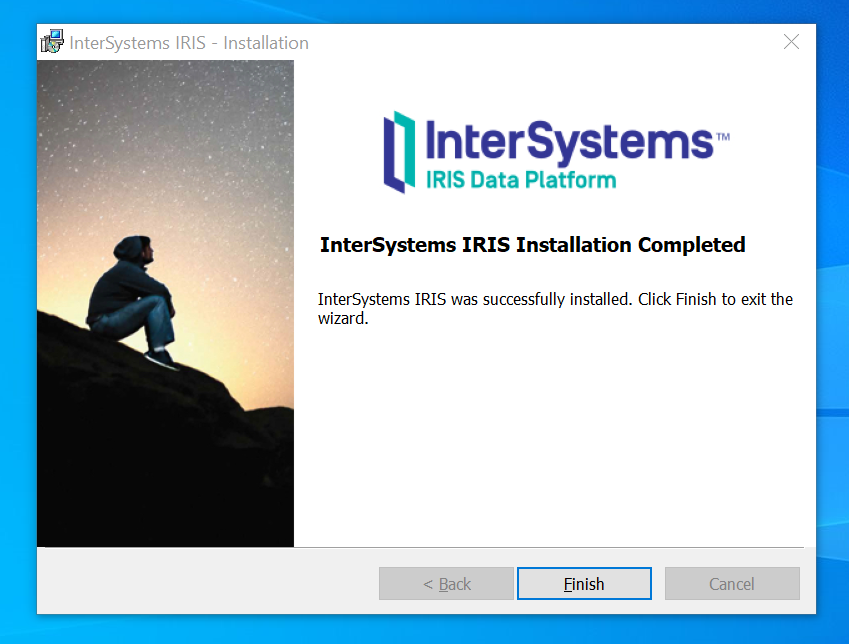 InterSystems IRIS - Installation
InterSystems™
IRIS Data Platform
InterSystems IRIS Installation Completed
InterSystems IRIS was successfully installed. Click Finish to exit the
wizard.
< Back
Finish
Cancel